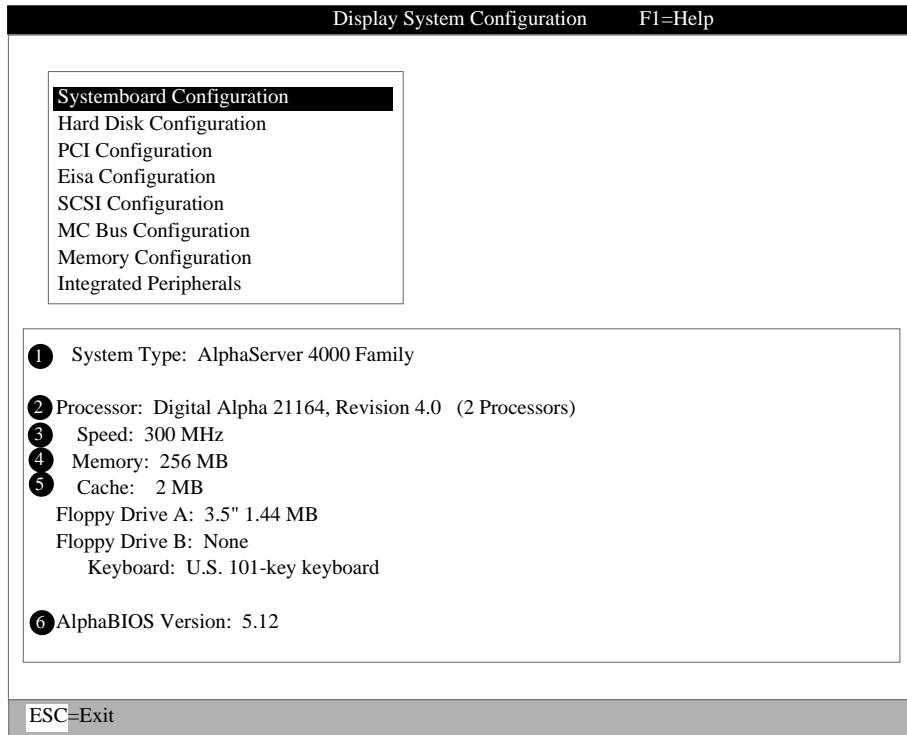 Display System Configuration F1=Help
Systemboard Configuration
Hard Disk Configuration
PCI Configuration
Eisa Configuration
SCSI Configuration
MC Bus Configuration
Memory Configuration
Integrated Peripherals
1 System Type: AlphaServer 4000 Family
2 Processor: Digital Alpha 21164, Revision 4.0 (2 Processors)
3 Speed: 300 MHz
4 Memory: 256 MB
5 Cache: 2 MB
Floppy Drive A: 3.5" 1.44 MB
Floppy Drive B: None
Keyboard: U.S. 101-key keyboard
6 AlphaBIOS Version: 5.12
ESC=Exit